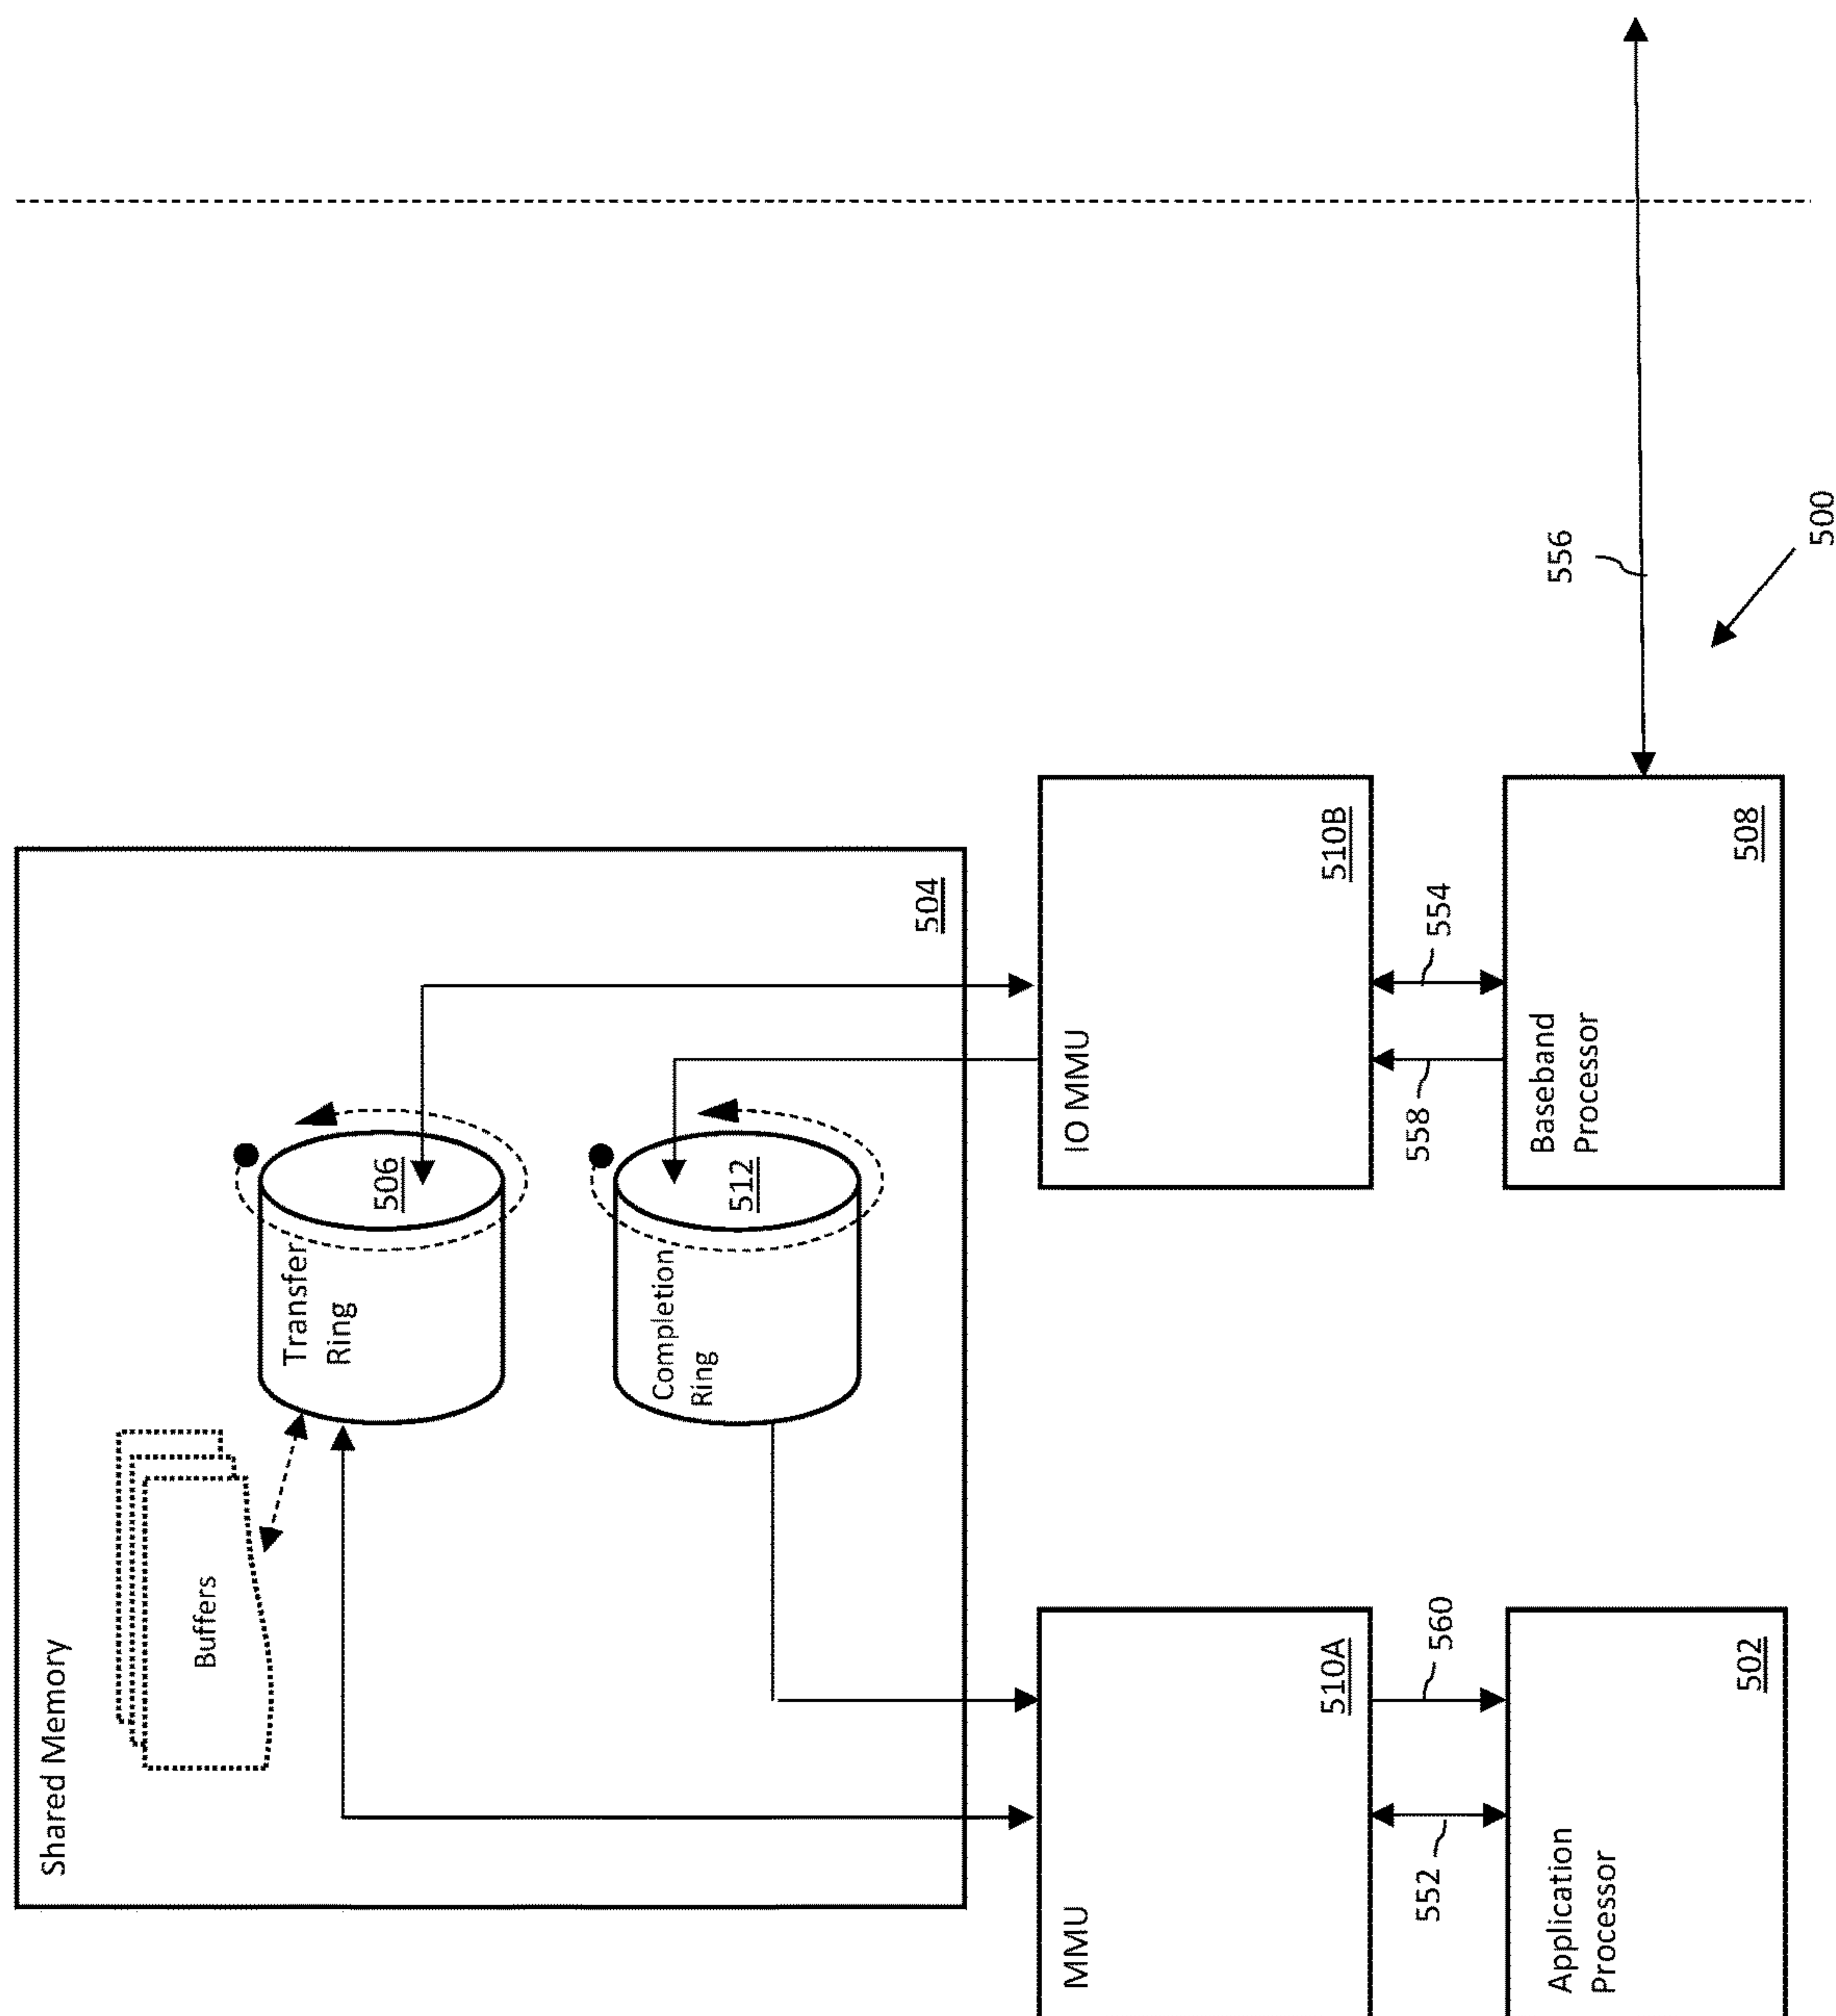 Shared Memory
Buffers
Transfer
Ring
506
Completion
Ring
512
504
MMU
510A
IO MMU
510B
552
560
558
554
Application
Processor
502
Baseband
Processor
508
556
500